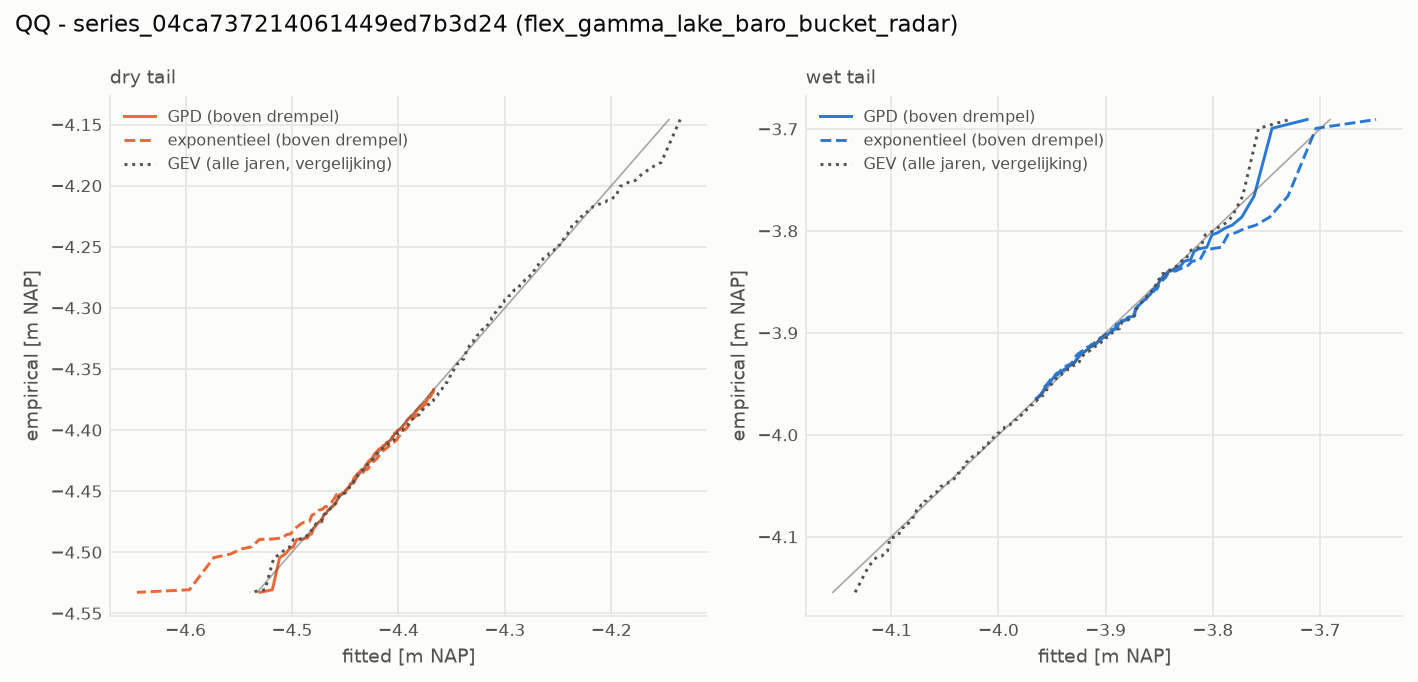 QQ - series_04ca737214061449ed7b3d24 (flex_gamma_lake_baro_bucket_radar)
dry tail
GPD (boven drempel)
exponentieel (boven drempel)
GEV (alle jaren, vergelijking)
−4.15
−4.20
−4.25
−4.30
−4.35
−4.40
−4.45
−4.50
−4.55
empirical [m NAP]
−4.6
−4.5
−4.4
−4.3
−4.2
fitted [m NAP]
wet tail
GPD (boven drempel)
exponentieel (boven drempel)
GEV (alle jaren, vergelijking)
−3.7
−3.8
−3.9
−4.0
−4.1
empirical [m NAP]
−4.1
−4.0
−3.9
−3.8
−3.7
fitted [m NAP]